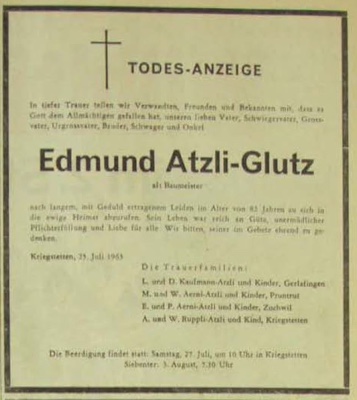 TODES-ANZEIGE
In tiefer Trauer teilen wir Verwandten, Freunden und Bekannten mit, dass es
Gott dem Allmächtigen gefallen hat, unseren lieben Vater, Schwiegervater, Gross-
vater, Urgrossvater, Bruder, Schwager und Onkel
Edmund Atzli-Glutz
alt Baumeister
nach langem, mit Geduld ertragenem Leiden im Alter von 83 Jahren zu sich in
die ewige Heimat abzurufen. Sein Leben war reich an Güte, unermüdlicher
Pflichterfüllung und Liebe für alle. Wir bitten, seiner im Gebete ehrend zu ge-
denken.
Kriegstetten, 25. Juli 1963
Die Trauerfamilien:
L. und D. Kaufmann-Atzli und Kinder, Gerlafingen
M. und W. Aerni-Atzli und Kinder, Pruntrut
E. und P. Aerni-Atzli und Kinder, Zuchwil
A. und W. Ruppli-Atzli und Kind, Kriegstetten
Die Beerdigung findet statt: Samstag, 27. Juli, um 10 Uhr in Kriegstetten
Siebenter: 3. August, 7.30 Uhr